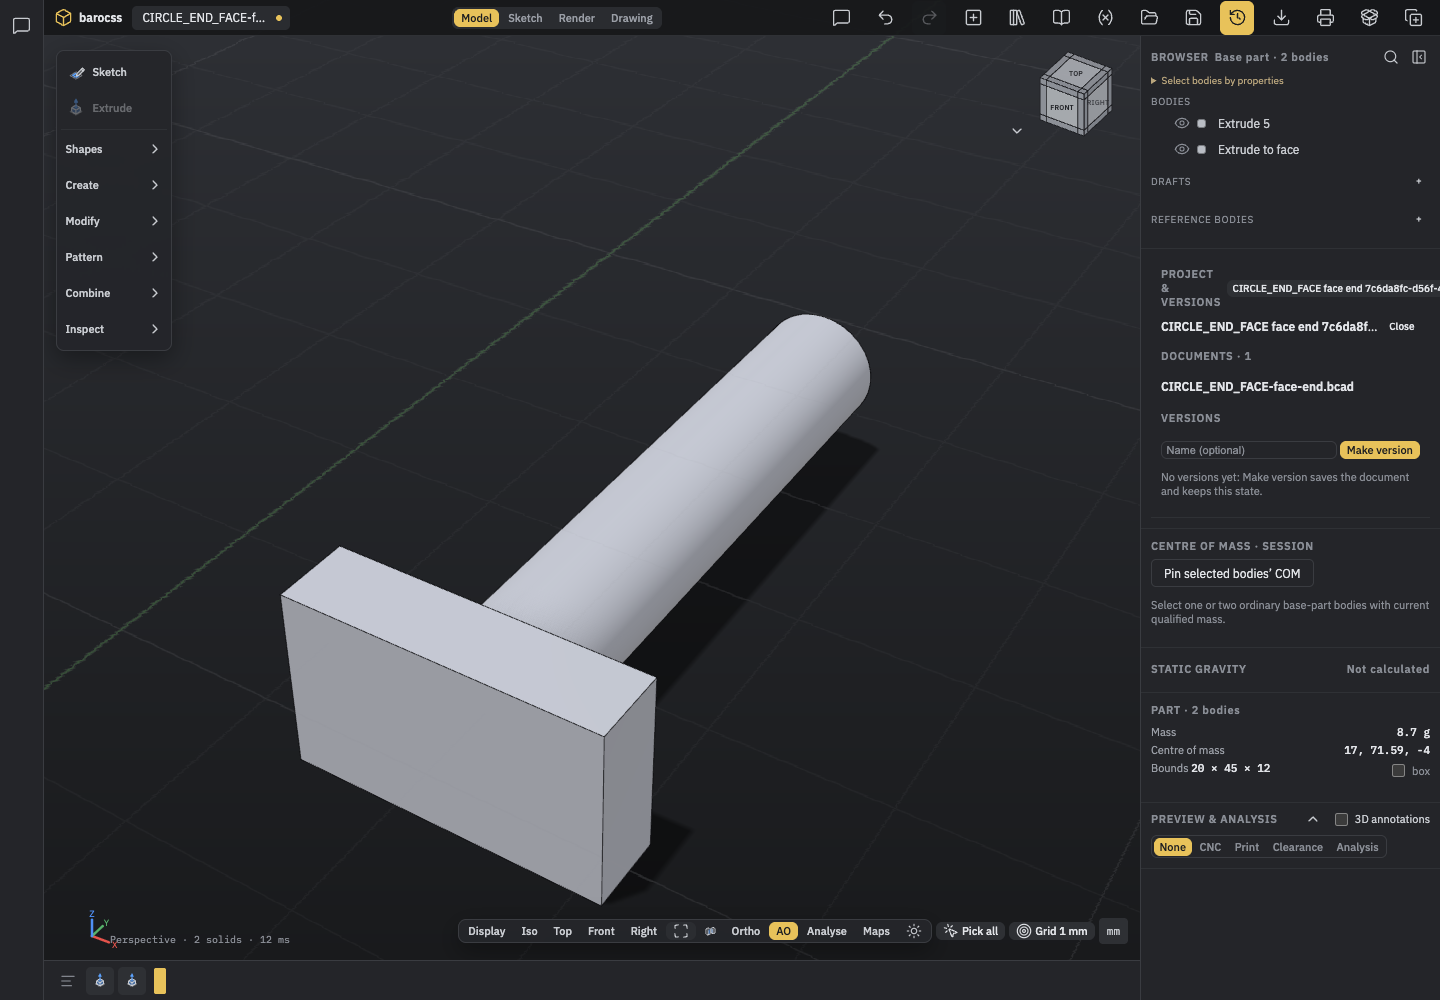 barocss
CIRCLE_END_FACE-f...
Model
Sketch
Render
Drawing
Sketch
Extrude
Shapes
Create
Modify
Pattern
Combine
Inspect
TOP
FRONT
RIGHT
BROWSER Base part · 2 bodies
Select bodies by properties
BODIES
Extrude 5
Extrude to face
DRAFTS +
REFERENCE BODIES +
PROJECT
&
VERSIONS
CIRCLE_END_FACE face end 7c6da8fc-d56f-
CIRCLE_END_FACE face end 7c6da8f... Close
DOCUMENTS · 1
CIRCLE_END_FACE-face-end.bcad
VERSIONS
Name (optional) Make version
No versions yet: Make version saves the document
and keeps this state.
CENTRE OF MASS · SESSION
Pin selected bodies’ COM
Select one or two ordinary base-part bodies with current
qualified mass.
STATIC GRAVITY Not calculated
PART · 2 bodies
Mass 8.7 g
Centre of mass 17, 71.59, -4
Bounds 20 × 45 × 12 box
PREVIEW & ANALYSIS 3D annotations
None CNC Print Clearance Analysis
Z
Y
X
Perspective · 2 solids · 12 ms
Display Iso Top Front Right Ortho AO Analyse Maps Pick all Grid 1 mm mm